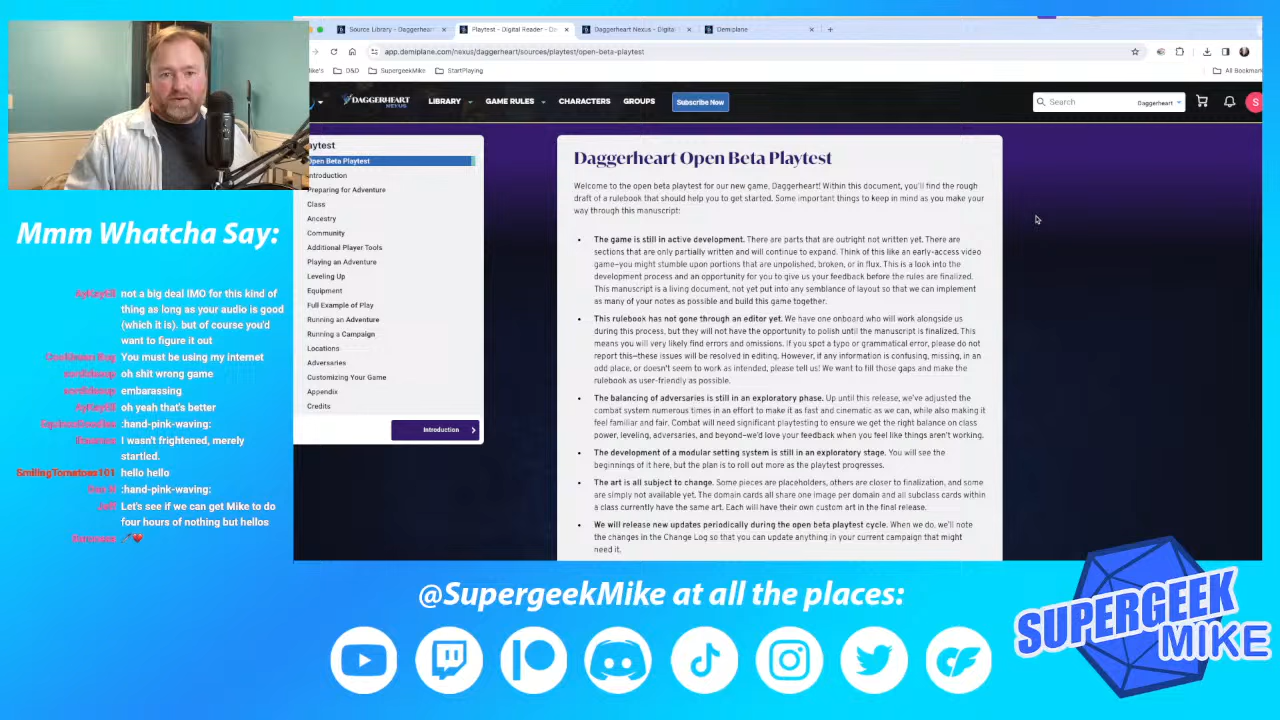 Source Library - Daggerheart
Playtest - Digital Reader - Da
Daggerheart Nexus - Digital
Demiplane
app.demiplane.com/nexus/daggerheart/sources/playtest/open-beta-playtest
Mike's
D&D
SupergeekMike
StartPlaying
All Bookmar
DAGGERHEART
NEXUS
LIBRARY
GAME RULES
CHARACTERS
GROUPS
Subscribe Now
Search
Daggerheart
S
aytest
Open Beta Playtest
Introduction
Preparing for Adventure
Class
Ancestry
Community
Additional Player Tools
Playing an Adventure
Leveling Up
Equipment
Full Example of Play
Running an Adventure
Running a Campaign
Locations
Adversaries
Customizing Your Game
Appendix
Credits
Introduction
Daggerheart Open Beta Playtest
Welcome to the open beta playtest for our new game, Daggerheart! Within this document, you'll find the rough
draft of a rulebook that should help you to get started. Some important things to keep in mind as you make your
way through this manuscript:
• The game is still in active development. There are parts that are outright not written yet. There are
sections that are only partially written and will continue to expand. Think of this like an early-access video
game–you might stumble upon portions that are unpolished, broken, or in flux. This is a look into the
development process and an opportunity for you to give us your feedback before the rules are finalized.
This manuscript is a living document, not yet put into any semblance of layout so that we can implement
as many of your notes as possible and build this game together.
• This rulebook has not gone through an editor yet. We have one onboard who will work alongside us
during this process, but they will not have the opportunity to polish until the manuscript is finalized. This
means you will very likely find errors and omissions. If you spot a typo or grammatical error, please do not
report this—these issues will be resolved in editing. However, if any information is confusing, missing, in an
odd place, or doesn't seem to work as intended, please tell us! We want to fill those gaps and make the
rulebook as user-friendly as possible.
• The balancing of adversaries is still in an exploratory phase. Up until this release, we've adjusted the
combat system numerous times in an effort to make it as fast and cinematic as we can, while also making it
feel familiar and fair. Combat will need significant playtesting to ensure we get the right balance on class
power, leveling, adversaries, and beyond—we'd love your feedback when you feel like things aren't working.
• The development of a modular setting system is still in an exploratory stage. You will see the
beginnings of it here, but the plan is to roll out more as the playtest progresses.
• The art is all subject to change. Some pieces are placeholders, others are closer to finalization, and some
are simply not available yet. The domain cards all share one image per domain and all subclass cards within
a class currently have the same art. Each will have their own custom art in the final release.
• We will release new updates periodically during the open beta playtest cycle. When we do, we'll note
the changes in the Change Log so that you can update anything in your current campaign that might
need it.
Mmm Whatcha Say:
not a big deal IMO for this kind of
thing as long as your audio is good
(which it is). but of course you'd
want to figure it out
You must be using my internet
oh shit wrong game
embarassing
oh yeah that's better
:hand-pink-waving:
I wasn't frightened, merely
startled.
SmilingTomatoes101 hello hello
:hand-pink-waving:
Jeff Let's see if we can get Mike to do
four hours of nothing but hellos
@SupergeekMike at all the places:
SUPERGEEK
MIKE